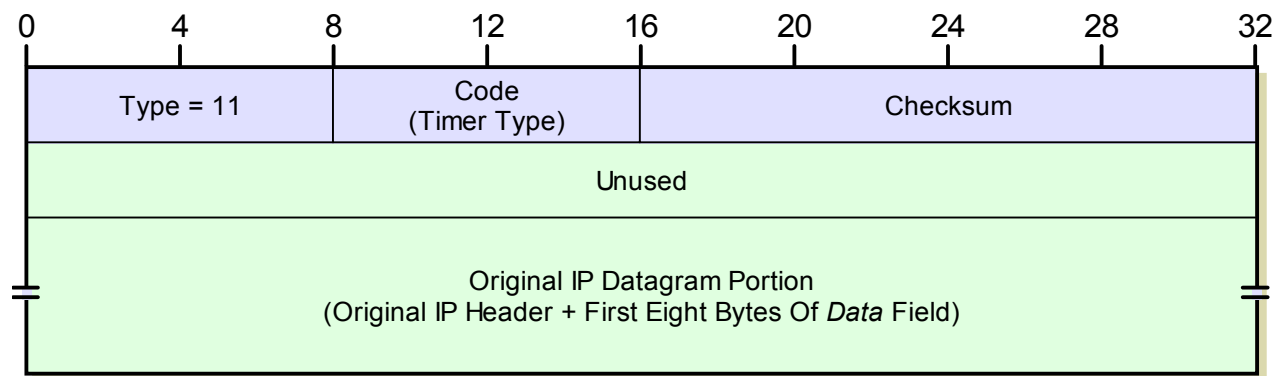 0 4 8 12 16 20 24 28 32
Type = 11
Code
(Timer Type)
Checksum
Unused
Original IP Datagram Portion
(Original IP Header + First Eight Bytes Of Data Field)